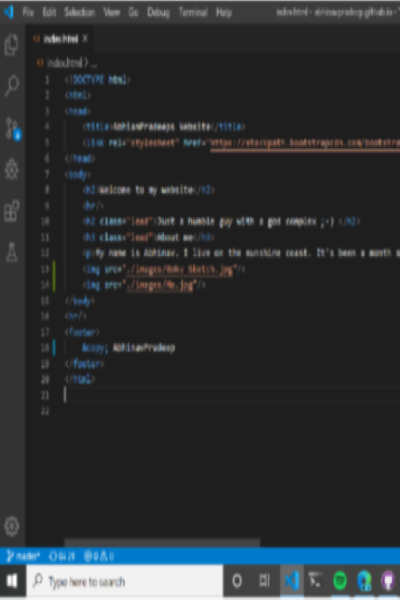 File Edit Selection View Go Debug Terminal Help index.html - abhinavpradeep.github.io -
index.html X
index.html > ...
1 <!DOCTYPE html>
2 <html>
3 <head>
4 <title>AbhinavPradeeps Website</title>
5 <link rel="stylesheet" href="https://stackpath.bootstrapcdn.com/bootstra
6 </head>
7 <body>
8 <h2>Welcome to my website</h2>
9 <hr/>
10 <h2 class="lead">Just a humble guy with a god complex ;-) </h2>
11 <h3 class="lead">About me</h3>
12 <p>My name is Abhinav. I live on the sunshine coast. It's been a month s
13 <img src="./images/Goku Sketch.jpg"/>
14 <img src="./images/Me.jpg"/>
15 </body>
16 <hr/>
17 <footer>
18 &copy; AbhinavPradeep
19 </footer>
20 </html>
21
22
master* 0 0
Type here to search